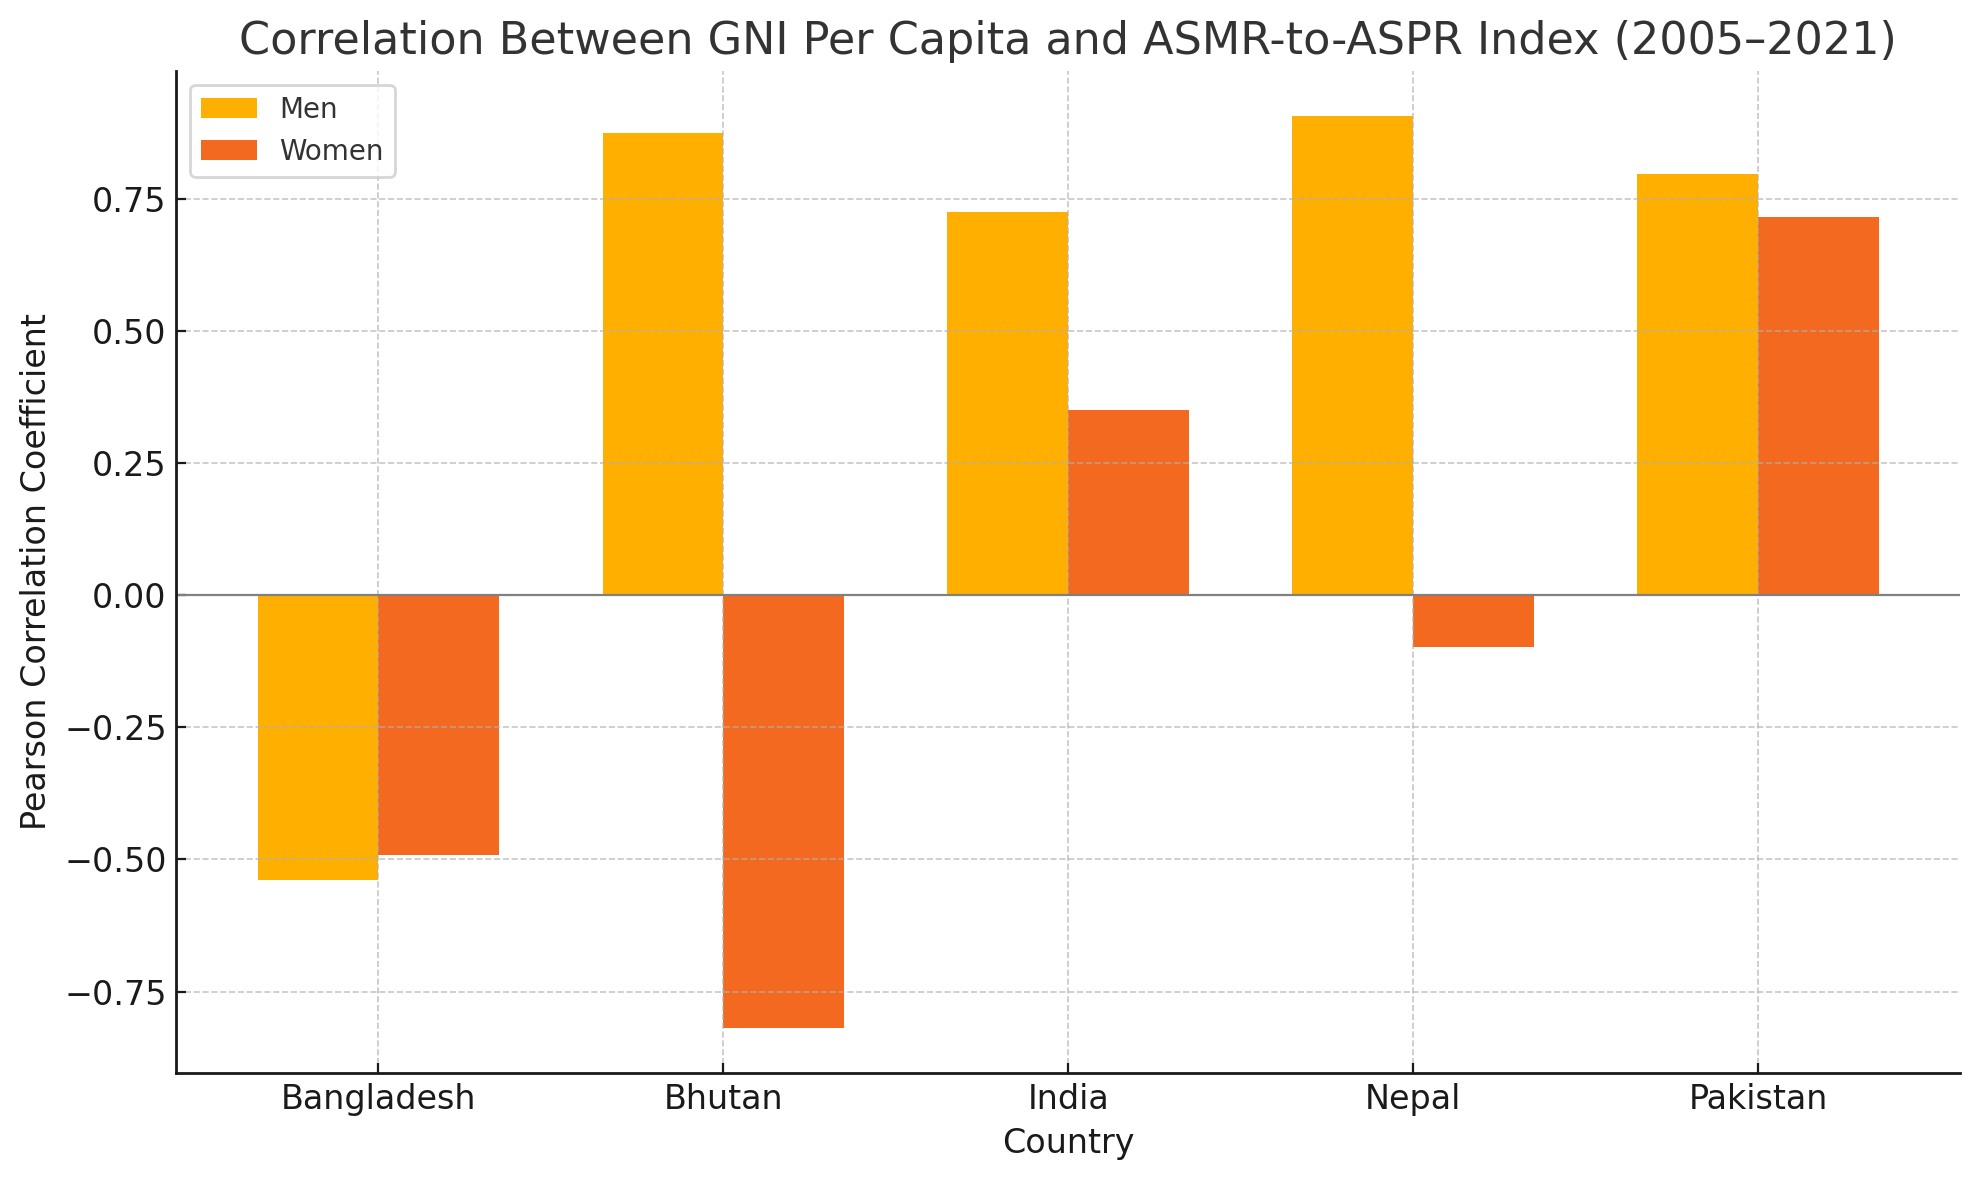 Correlation Between GNI Per Capita and ASMR-to-ASPR Index (2005–2021)
Men
Women
Pearson Correlation Coefficient
0.75
0.50
0.25
0.00
−0.25
−0.50
−0.75
Bangladesh
Bhutan
India
Nepal
Pakistan
Country